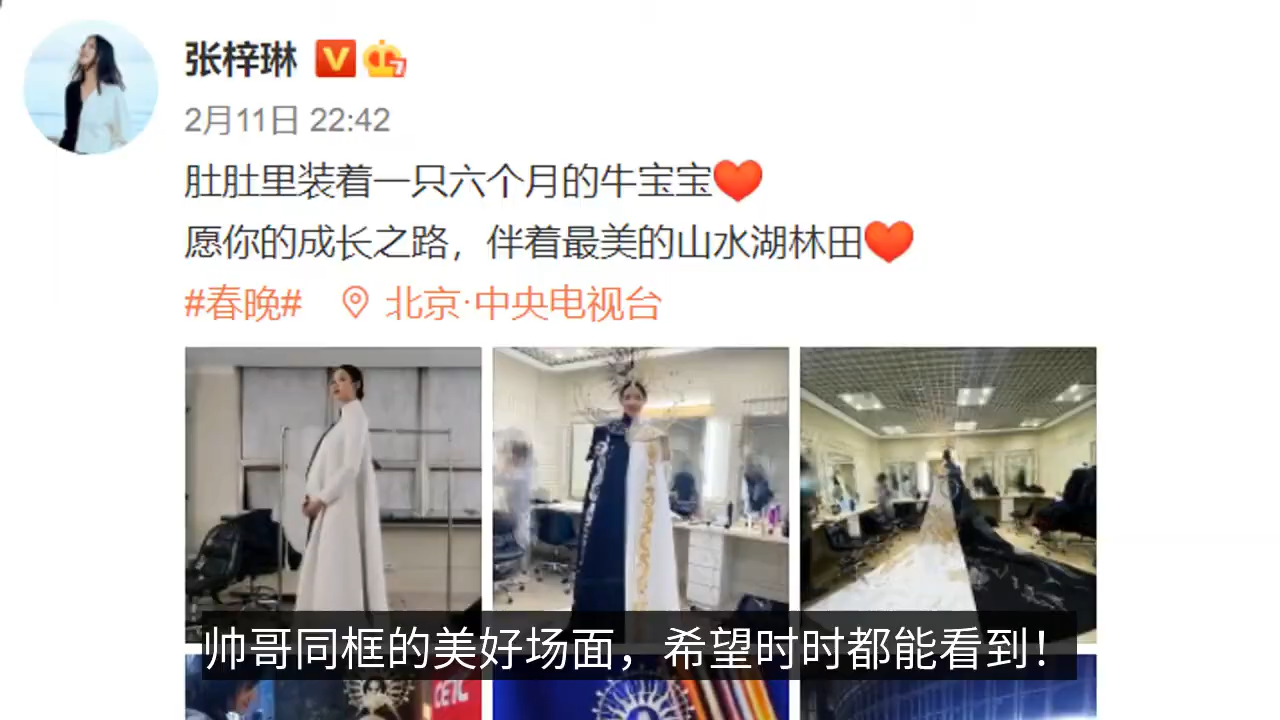 张梓琳
2月11日 22:42
肚肚里装着一只六个月的牛宝宝
愿你的成长之路，伴着最美的山水湖林田
#春晚# 北京·中央电视台
帅哥同框的美好场面，希望时时都能看到！
CETC